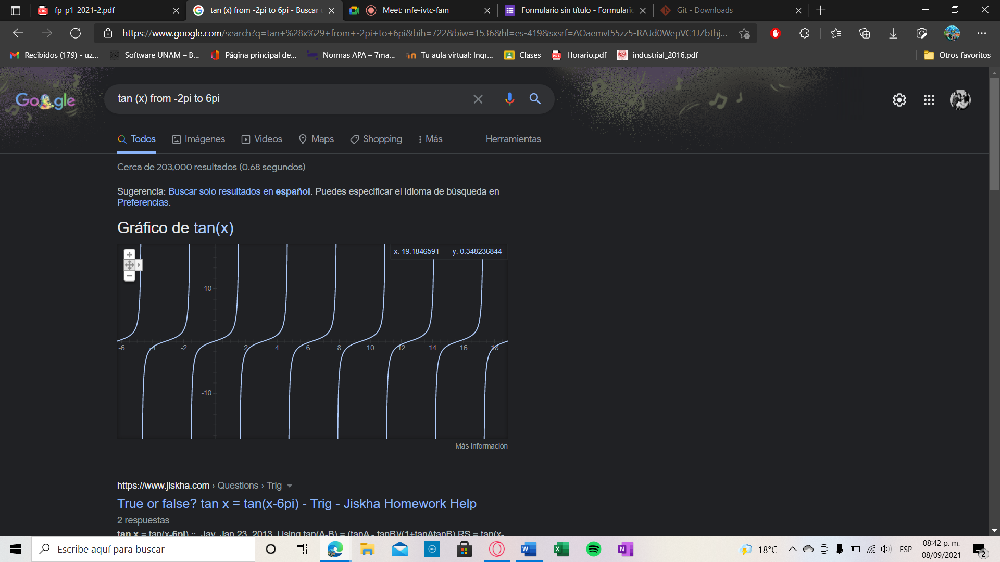 fp_p1_2021-2.pdf
tan (x) from -2pi to 6pi - Buscar
Meet: mfe-ivtc-fam
Formulario sin título - Formulario
Git - Downloads
https://www.google.com/search?q=tan+%28x%29+from+-2pi+to+6pi&bih=722&biw=1536&hl=es-419&sxsrf=AOaemvI55zz5-RAJd0WepVC1JZbthj...
Recibidos (179) - uz...
Software UNAM – B...
Página principal de...
Normas APA – 7ma...
Tu aula virtual: Ingr...
Clases
Horario.pdf
industrial_2016.pdf
Otros favoritos
Google
tan (x) from -2pi to 6pi
Todos
Imágenes
Videos
Maps
Shopping
Más
Herramientas
Cerca de 203,000 resultados (0.68 segundos)
Sugerencia: Buscar solo resultados en español. Puedes especificar el idioma de búsqueda en
Preferencias.
Gráfico de tan(x)
x: 19.1846591 y: 0.348236844
10
-6 -4 -2 2 4 6 8 10 12 14 16 18
-10
Más información
https://www.jiskha.com › Questions › Trig
True or false? tan x = tan(x-6pi) - Trig - Jiskha Homework Help
2 respuestas
tan x = tan(x-6pi) :: . Jay. Jan 23, 2013. Using tan(A-B) = (tanA - tanB)/(1+tanAtanB) RS = tan(x-
Escribe aquí para buscar
18°C
ESP
08:42 p. m.
08/09/2021
2